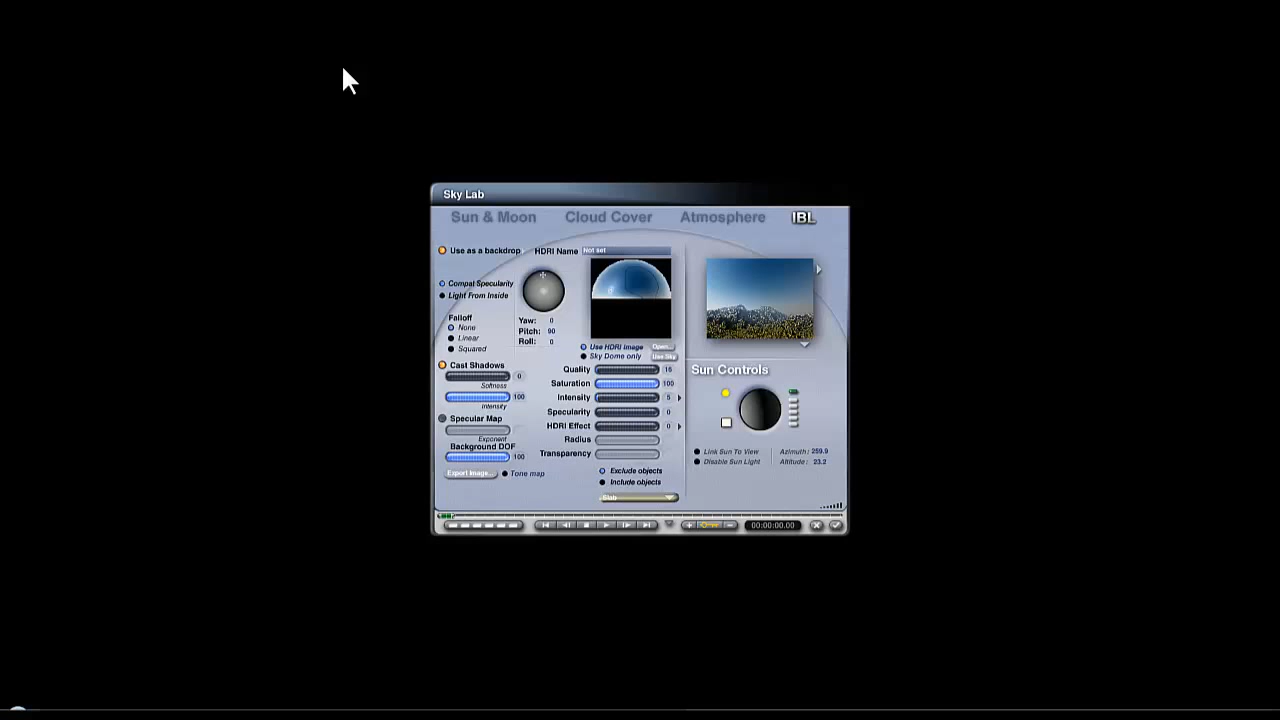 Sky Lab
Sun & Moon Cloud Cover Atmosphere IBL
Use as a backdrop HDRI Name Not set
Compat Specularity
Light From Inside
Falloff
None
Linear
Squared
Yaw: 0
Pitch: 90
Roll: 0
Use HDRI image Open...
Sky Dome only Use Sky
Cast Shadows
0
Softness
100
Intensity
Specular Map
Exponent
Background DOF
100
Export Image... Tone map
Quality 16
Saturation 100
Intensity 5
Specularity 0
HDRI Effect 0
Radius
Transparency
Exclude objects
Include objects
Slab
Sun Controls
Link Sun To View Azimuth: 259.9
Disable Sun Light Altitude: 23.2
00:00:00.00